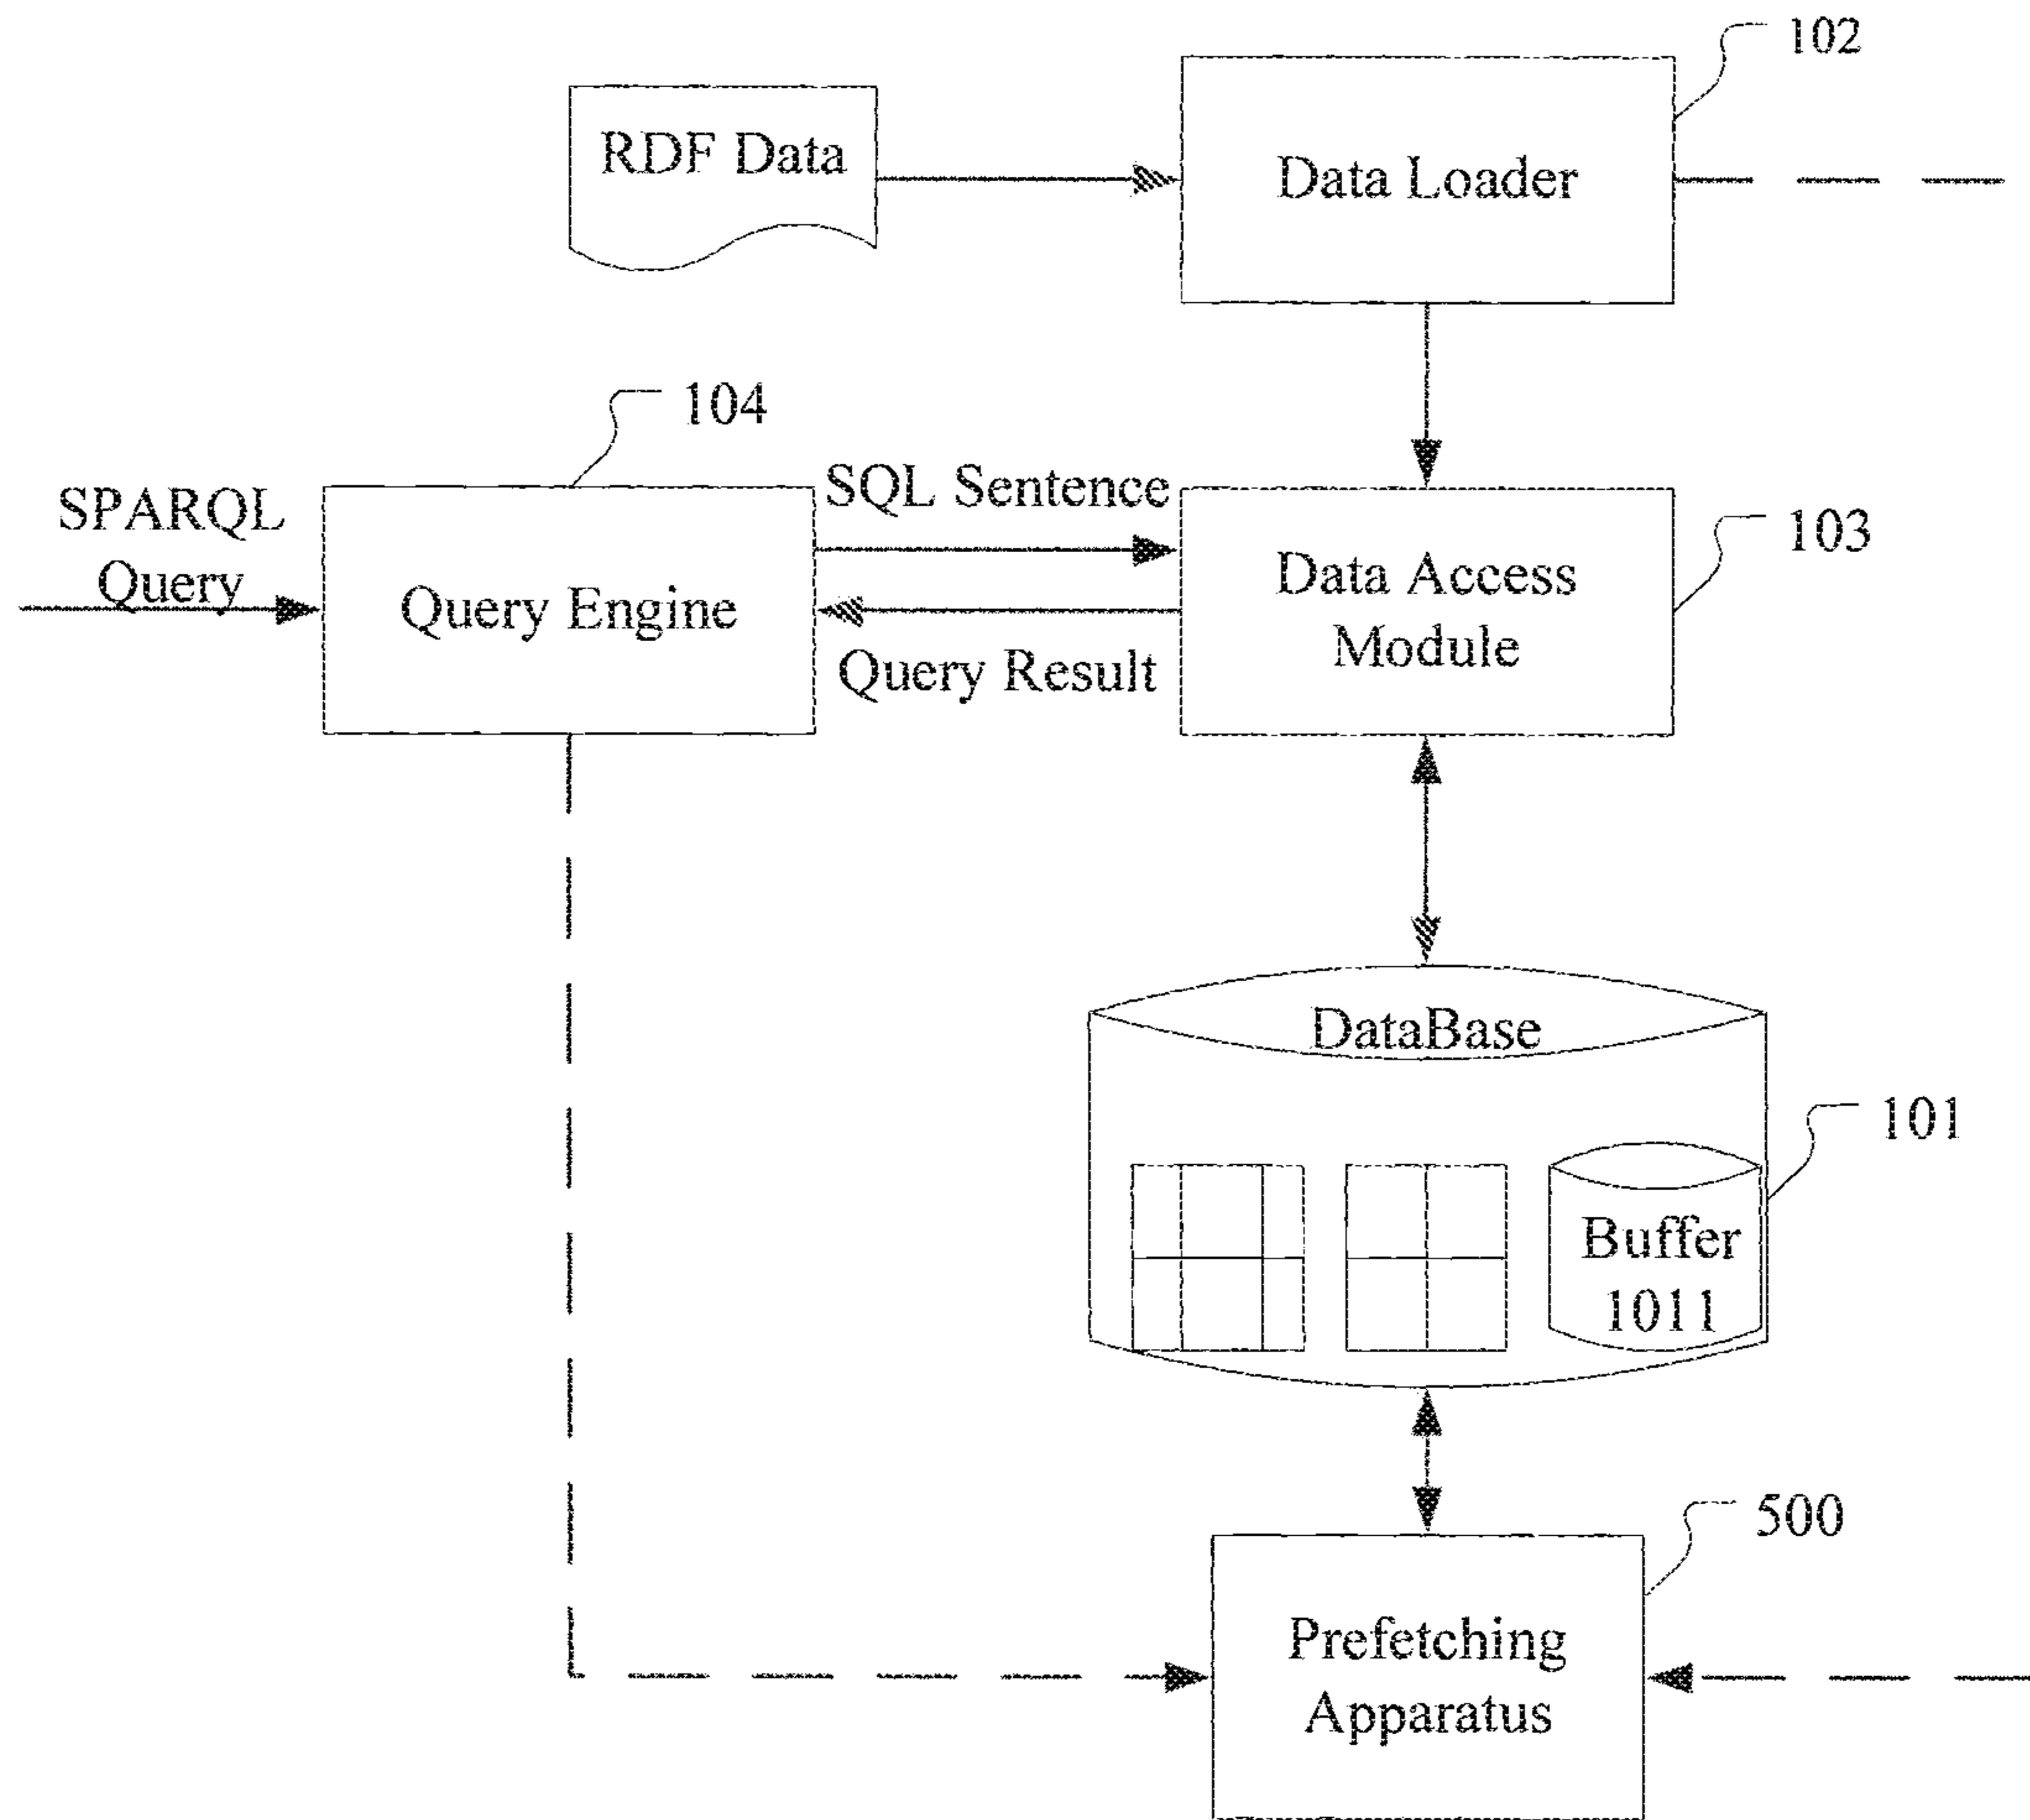 102
RDF Data
Data Loader
104
SPARQL
Query
SQL Sentence
103
Query Engine
Data Access
Module
Query Result
DataBase
101
Buffer
1011
500
Prefetching
Apparatus